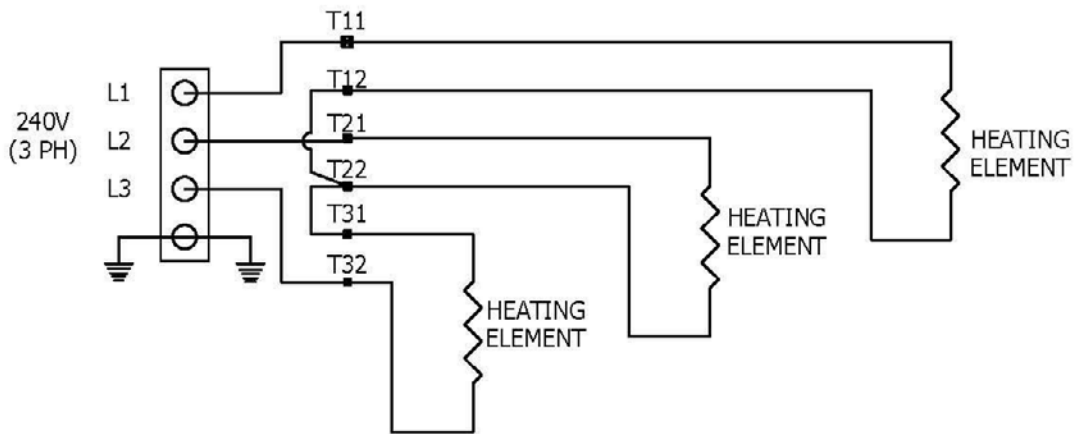 T11
L1
T12
240V
(3 PH)
L2
T21
HEATING
ELEMENT
L3
T22
T31
HEATING
ELEMENT
T32
HEATING
ELEMENT